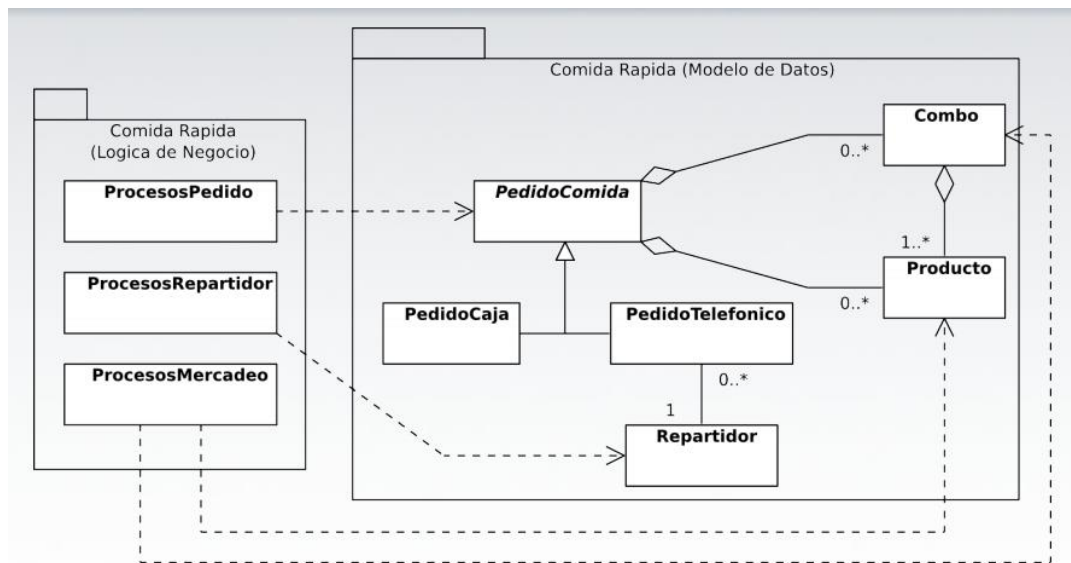 Comida Rapida
(Logica de Negocio)
ProcesosPedido
ProcesosRepartidor
ProcesosMercadeo
Comida Rapida (Modelo de Datos)
Combo
0..*
PedidoComida
1..*
Producto
0..*
PedidoCaja
PedidoTelefonico
0..*
1
Repartidor